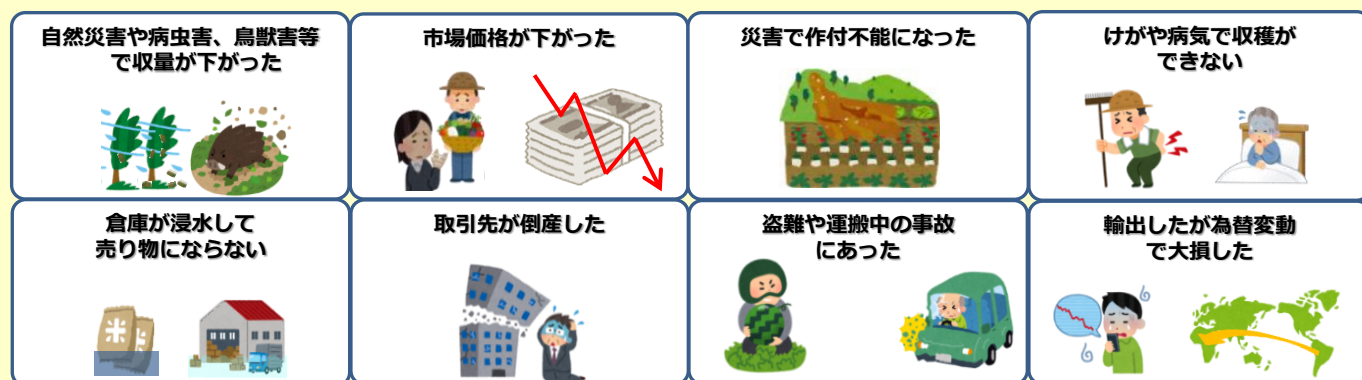 自然災害や病虫害、鳥獣害等
で収量が下がった
市場価格が下がった
災害で作付不能になった
けがや病気で収穫が
できない
倉庫が浸水して
売り物にならない
米
取引先が倒産した
盗難や運搬中の事故
にあった
輸出したが為替変動
で大損した